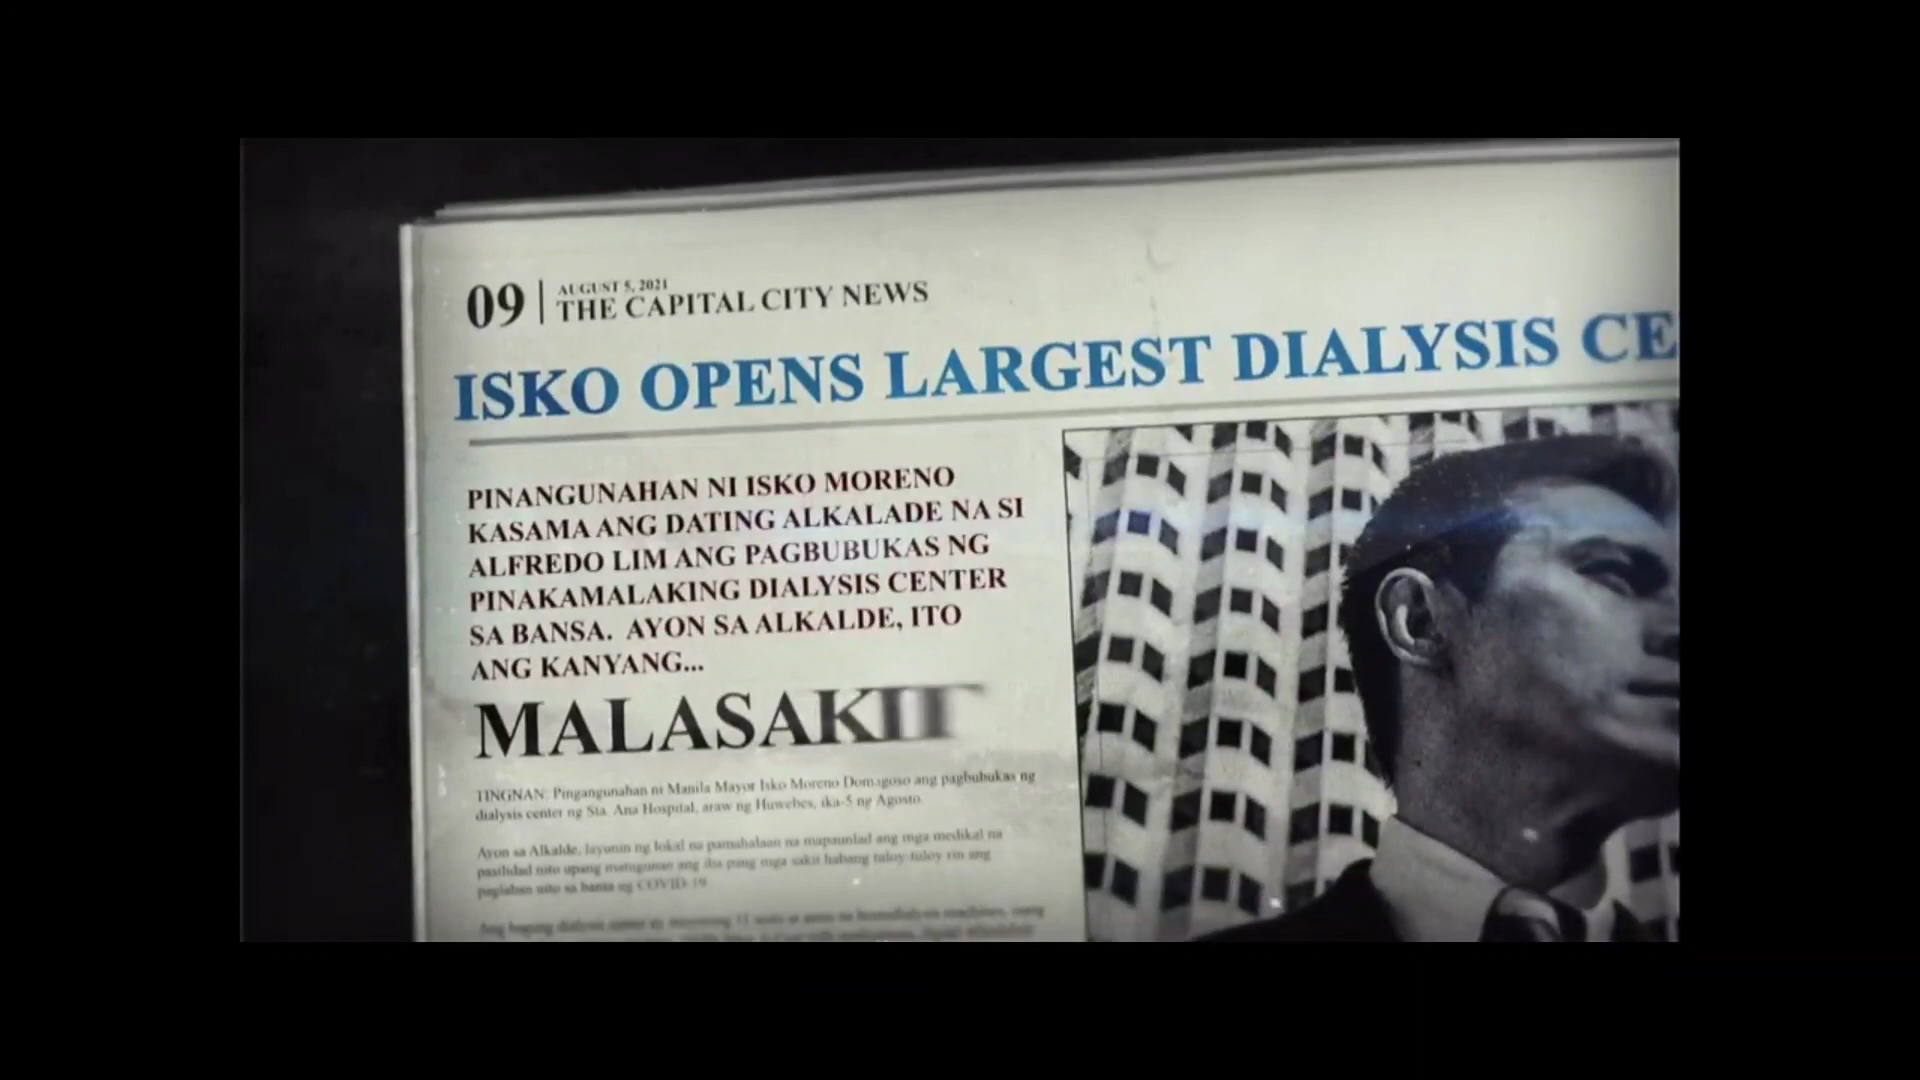 09
AUGUST 5, 2021
THE CAPITAL CITY NEWS
ISKO OPENS LARGEST DIALYSIS CE
PINANGUNAHAN NI ISKO MORENO
KASAMA ANG DATING ALKALADE NA SI
ALFREDO LIM ANG PAGBUBUKAS NG
PINAKAMALAKING DIALYSIS CENTER
SA BANSA. AYON SA ALKALDE, ITO
ANG KANYANG...
MALASAKIT
TINGNAN: Pingangunahan ni Manila Mayor Isko Moreno Domagoso ang pagbubukas ng
dialysis center ng Sta. Ana Hospital, araw ng Huwebes, ika-5 ng Agosto.
Ayon sa Alkalde, layunin ng lokal na pamahalaan na mapaunlad ang mga medikal na
pasilidad nito upang matugunan ang iba pang mga sakit habang tuloy-tuloy rin ang
paglaban nito sa banta ng COVID-19
Ang bagong dialysis